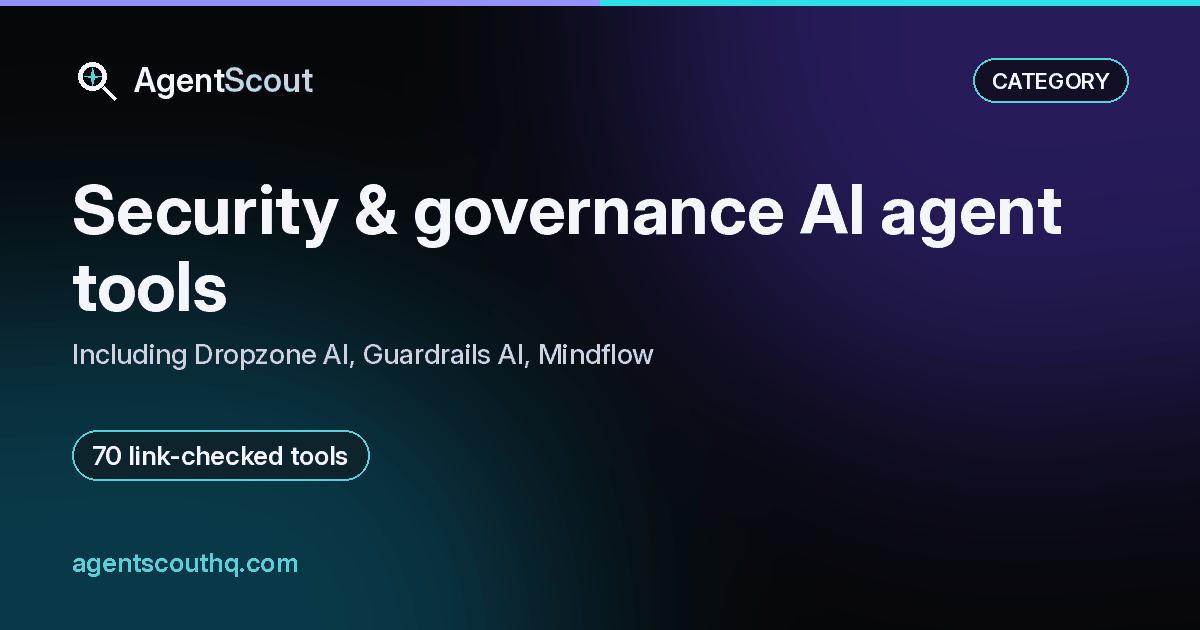 AgentScout
CATEGORY
Security & governance AI agent
tools
Including Dropzone AI, Guardrails AI, Mindflow
70 link-checked tools
agentscouthq.com